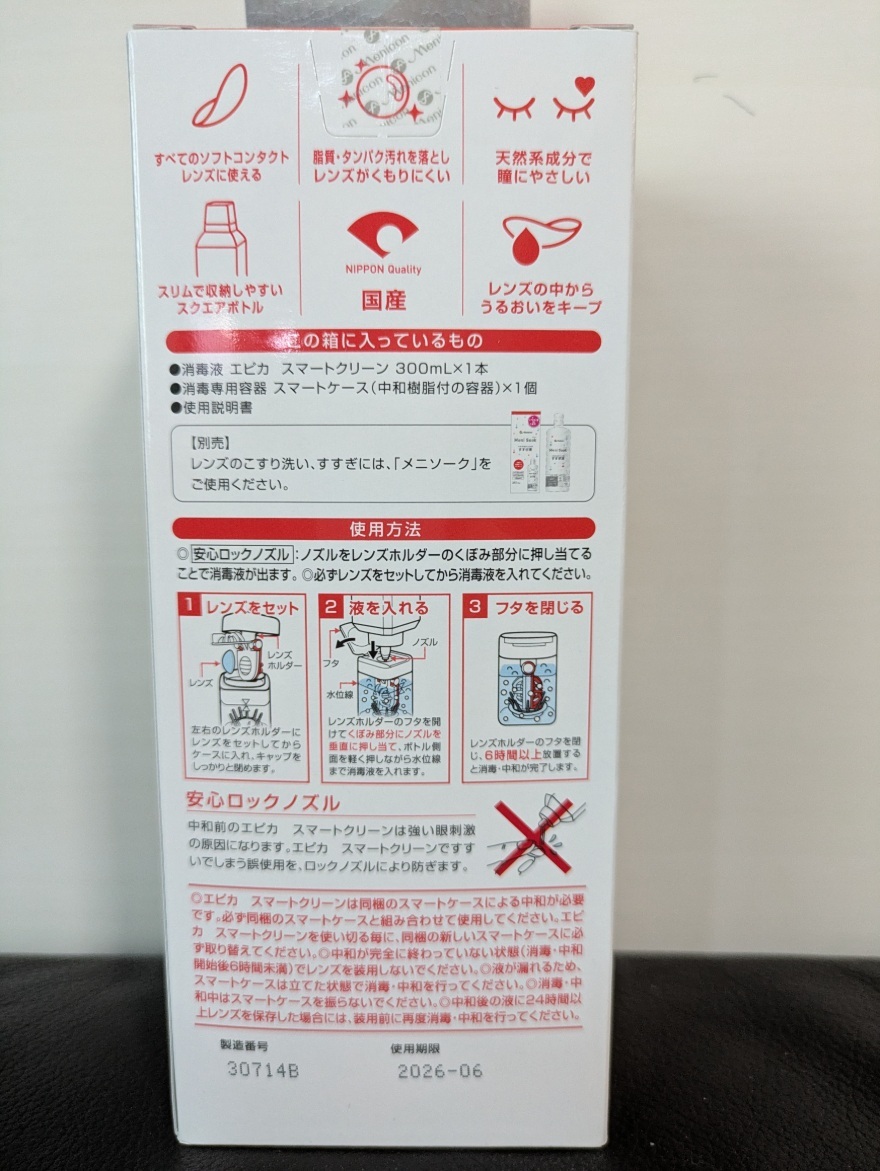 Menicon
すべてのソフトコンタクト
レンズに使える
脂質・タンパク汚れを落とし
レンズがくもりにくい
天然系成分で
瞳にやさしい
スリムで収納しやすい
スクエアボトル
NIPPON Quality
国産
レンズの中から
うるおいをキープ
この箱に入っているもの
●消毒液 エピカ スマートクリーン 300mL×1本
●消毒専用容器 スマートケース(中和樹脂付の容器)×1個
●使用説明書
【別売】
レンズのこすり洗い、すすぎには、「メニソーク」を
ご使用ください。
使用方法
◎安心ロックノズル:ノズルをレンズホルダーのくぼみ部分に押し当てる
ことで消毒液が出ます。◎必ずレンズをセットしてから消毒液を入れてください。
1 レンズをセット
レンズ
ホルダー
レンズ
左右のレンズホルダーに
レンズをセットしてから
ケースに入れ、キャップを
しっかりと閉めます。
2 液を入れる
ノズル
フタ
水位線
レンズホルダーのフタを開
けてくぼみ部分にノズルを
垂直に押し当て、ボトル側
面を軽く押しながら水位線
まで消毒液を入れます。
3 フタを閉じる
レンズホルダーのフタを閉
じ、6時間以上放置する
と消毒・中和が完了します。
安心ロックノズル
中和前のエピカ スマートクリーンは強い眼刺激
の原因になります。エピカ スマートクリーンですす
いでしまう誤使用を、ロックノズルにより防ぎます。
◎エピカ スマートクリーンは同梱のスマートケースによる中和が必要
です。必ず同梱のスマートケースと組み合わせて使用してください。エピ
カ スマートクリーンを使い切る毎に、同梱の新しいスマートケースに必
ず取り替えてください。◎中和が完全に終わっていない状態(消毒・中和
開始後6時間未満)でレンズを装用しないでください。◎液が漏れるため、
スマートケースは立てた状態で消毒・中和を行ってください。◎消毒・中
和中はスマートケースを振らないでください。◎中和後の液に24時間以
上レンズを保存した場合には、装用前に再度消毒・中和を行ってください。
製造番号
30714B
使用期限
2026-06